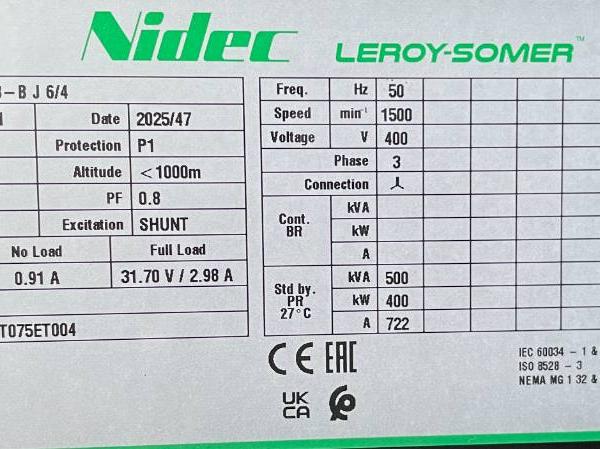 Nidec LEROY-SOMER™
-B J 6/4
Date 2025/47
Protection P1
Altitude <1000m
PF 0.8
Excitation SHUNT
No Load Full Load
0.91 A 31.70 V / 2.98 A
T075ET004
Freq. Hz 50
Speed min⁻¹ 1500
Voltage V 400
Phase 3
Connection
Cont. BR kVA
kW
A
Std by. PR 27°C kVA 500
kW 400
A 722
CE EAC
UK CA
IEC 60034 - 1 &
ISO 8528 - 3
NEMA MG 1 32 &